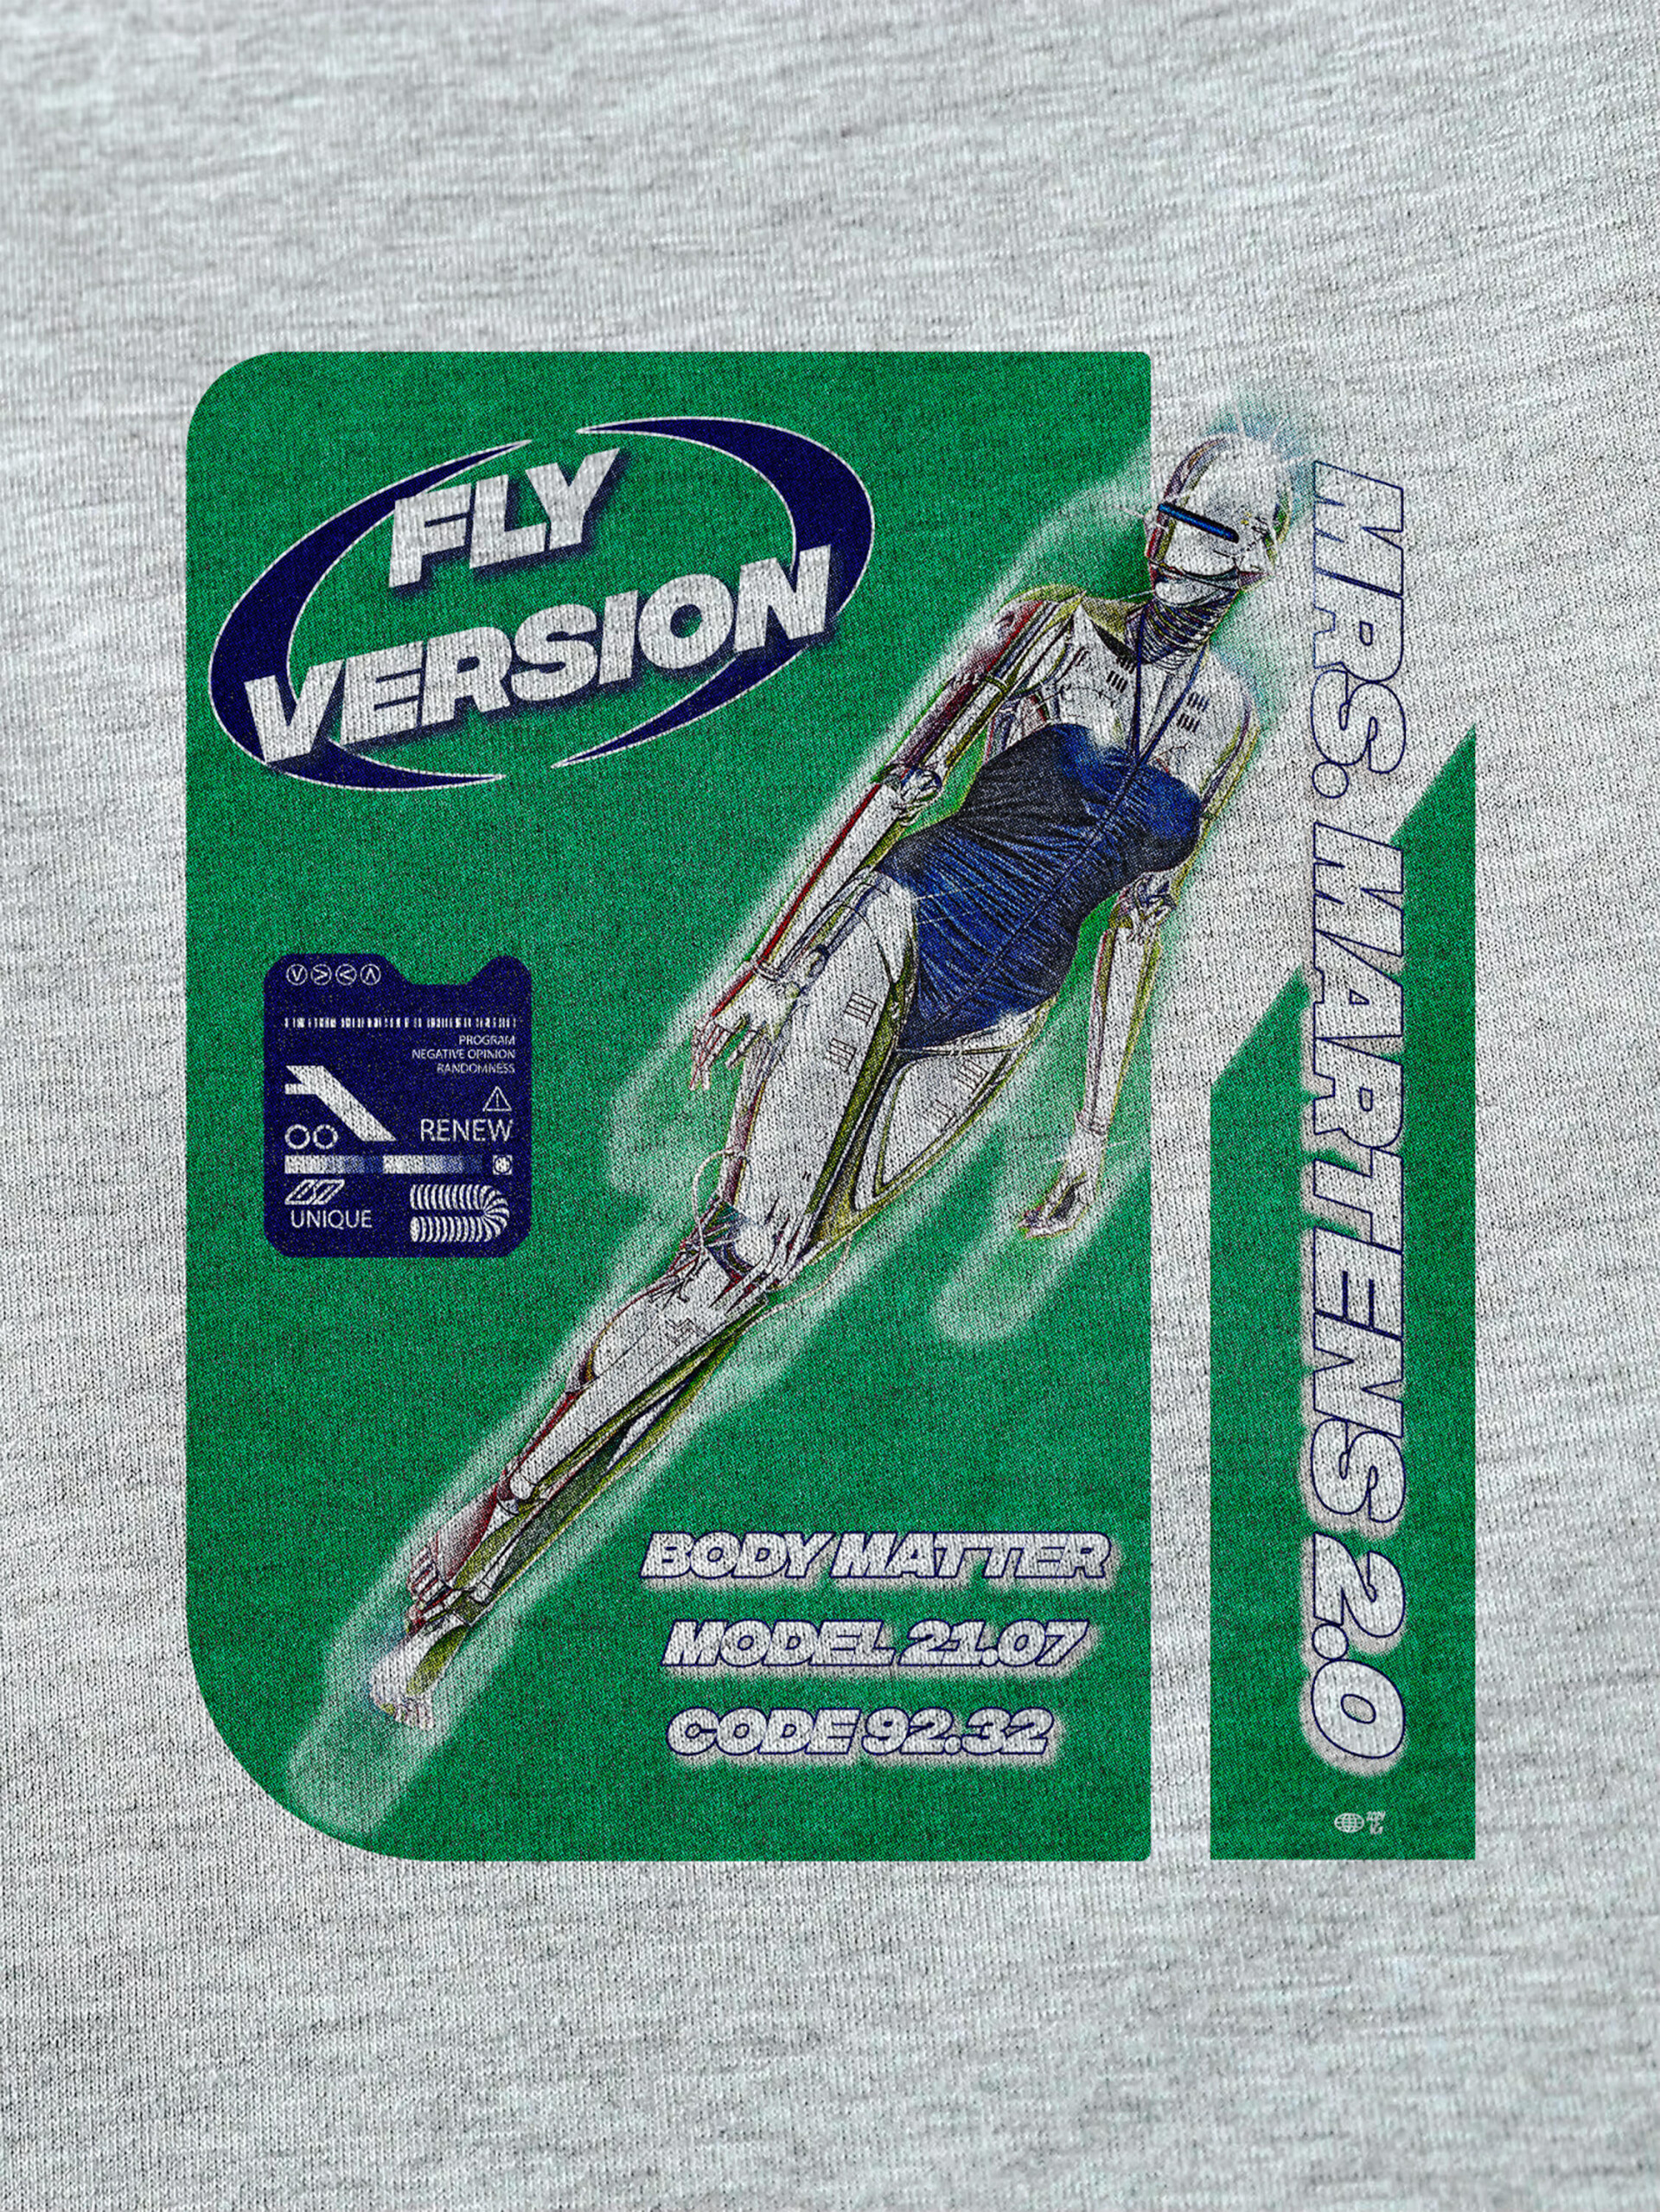 FLY
VERSION
MRS. MARTENS 2.0
PROGRAM
NEGATIVE OPINION
RANDOMNESS
RENEW
UNIQUE
BODY MATTER
MODEL 21.07
CODE 92.32